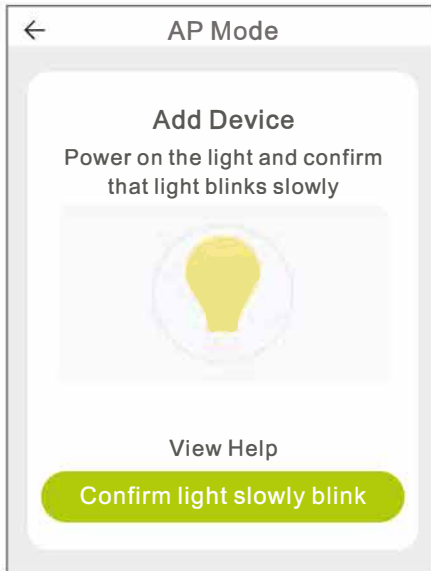 AP Mode
Add Device
Power on the light and confirm
that light blinks slowly
View Help
Confirm light slowly blink